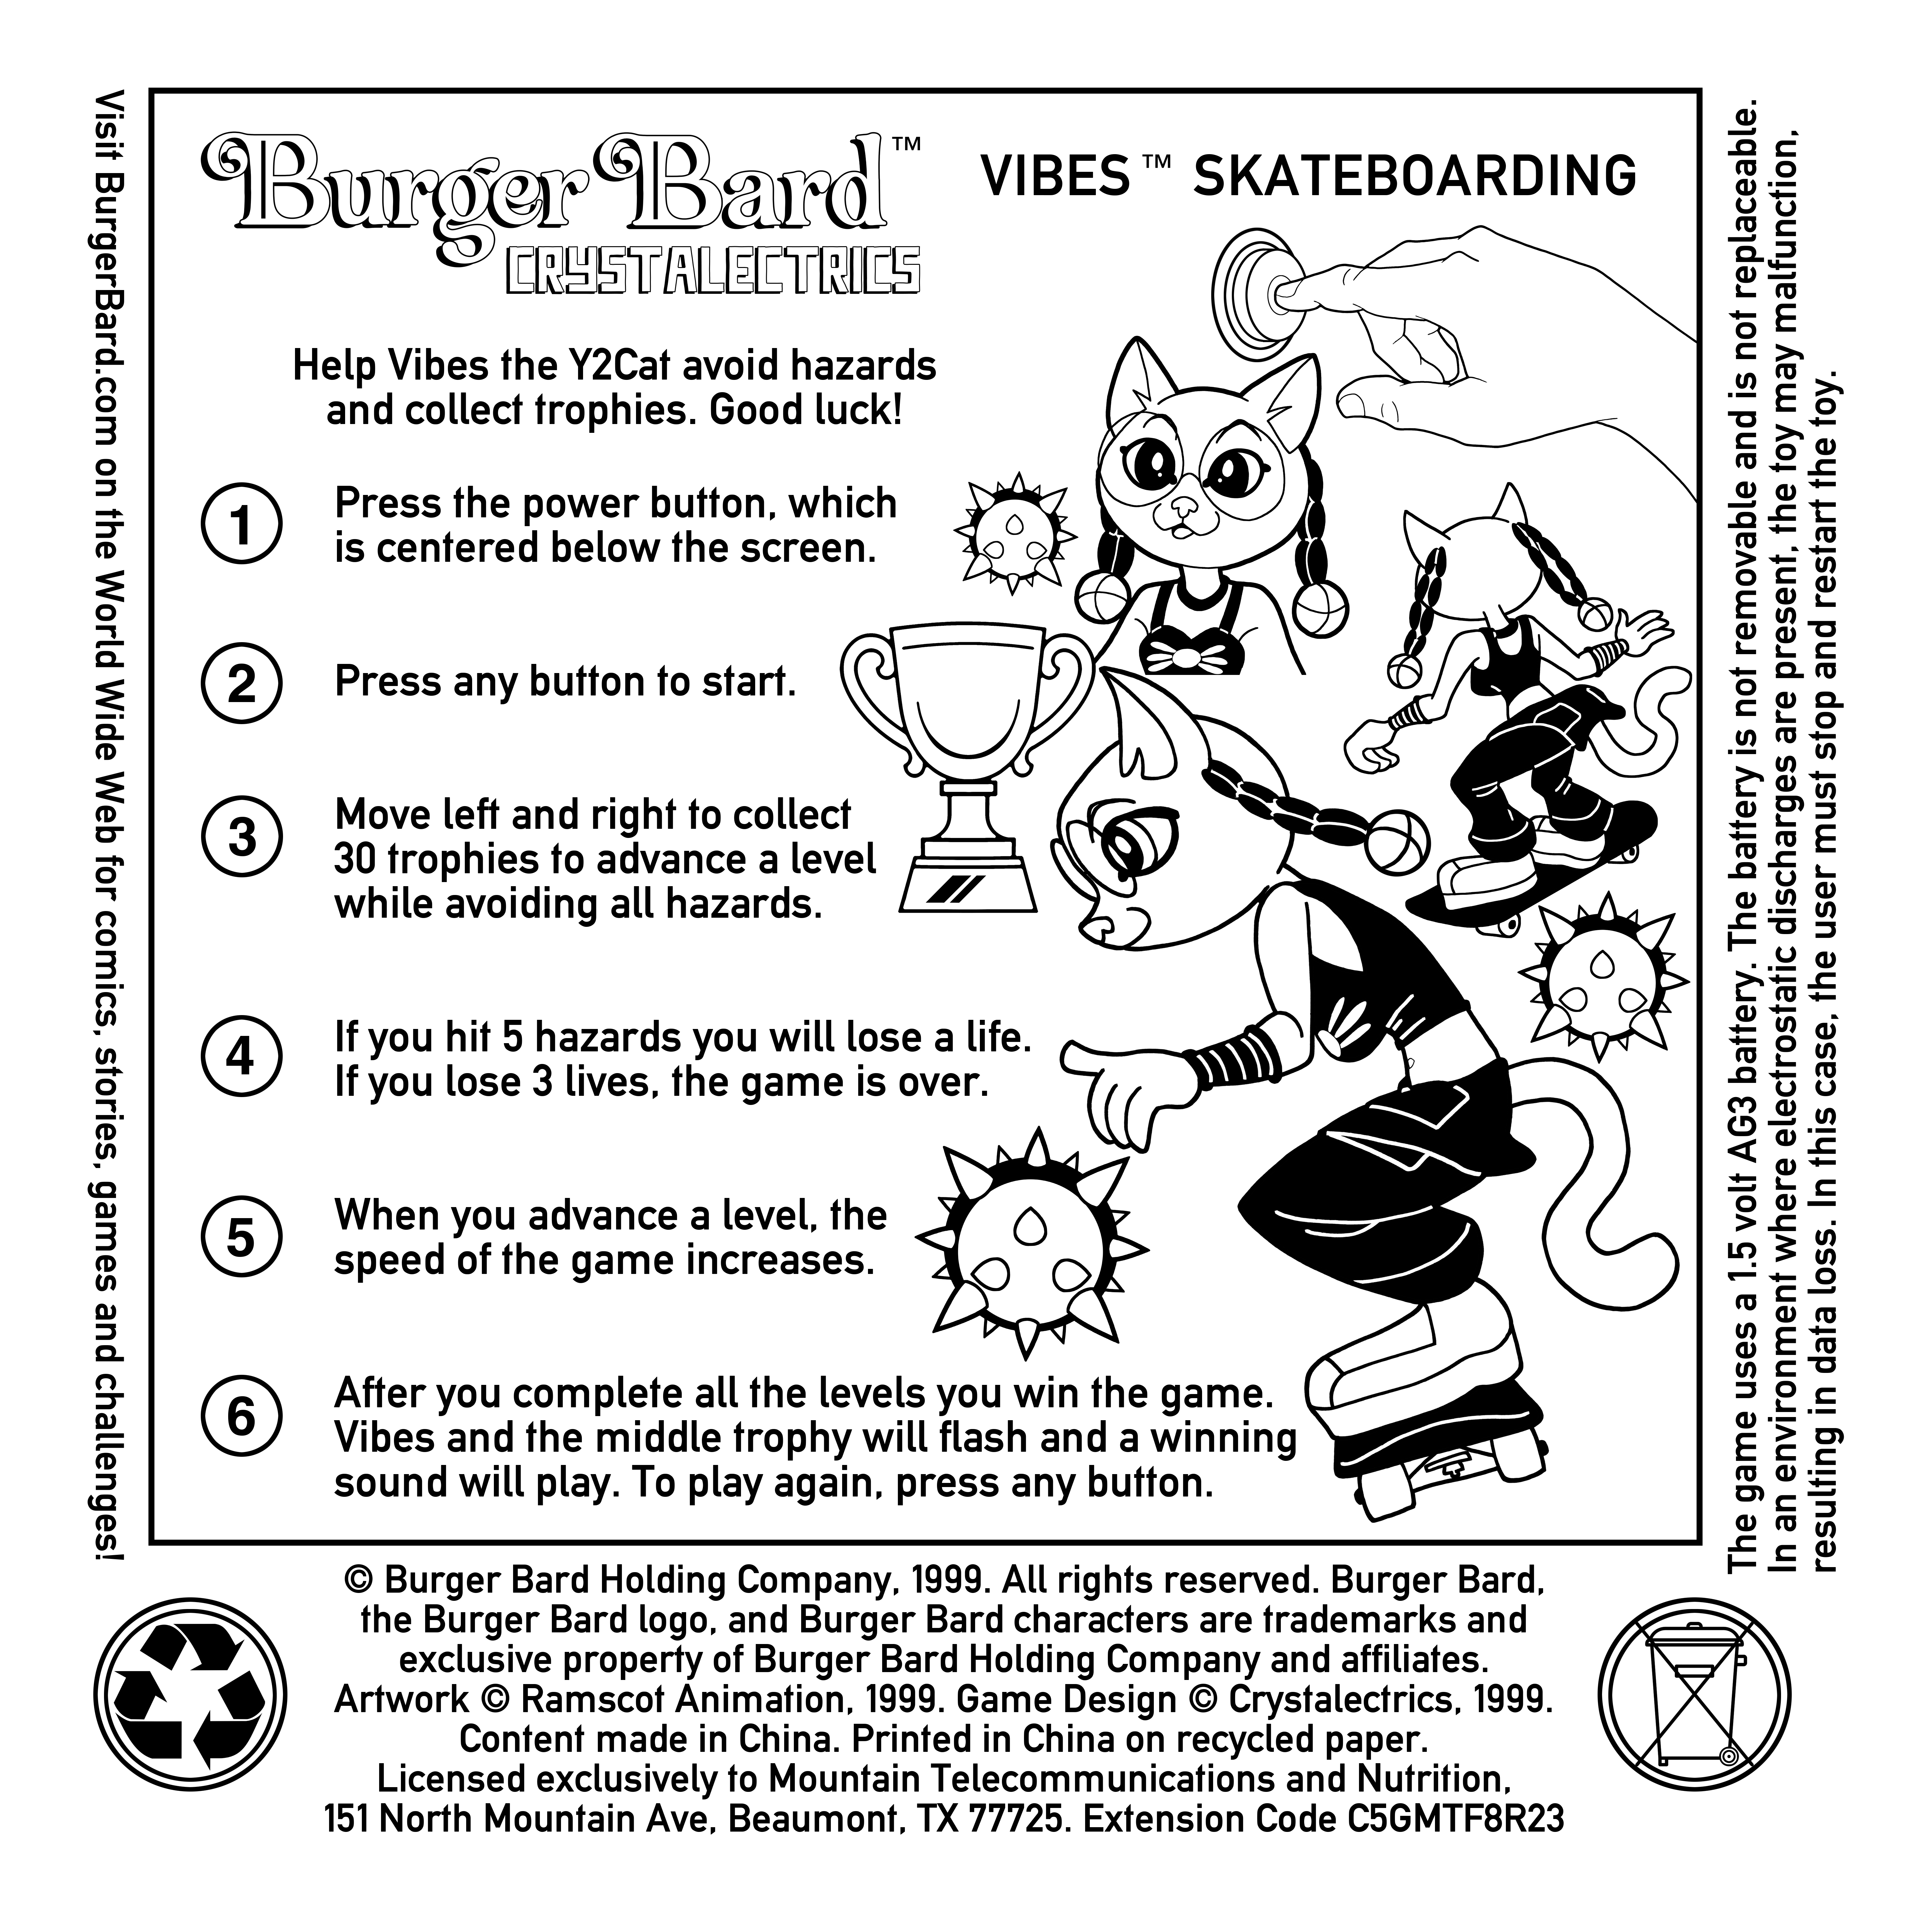 Burger Bard™
CRYSTALECTRICS
VIBES™ SKATEBOARDING
Help Vibes the Y2Cat avoid hazards
and collect trophies. Good luck!
1
Press the power button, which
is centered below the screen.
2
Press any button to start.
3
Move left and right to collect
30 trophies to advance a level
while avoiding all hazards.
4
If you hit 5 hazards you will lose a life.
If you lose 3 lives, the game is over.
5
When you advance a level, the
speed of the game increases.
6
After you complete all the levels you win the game.
Vibes and the middle trophy will flash and a winning
sound will play. To play again, press any button.
Visit BurgerBard.com on the World Wide Web for comics, stories, games and challenges!
The game uses a 1.5 volt AG3 battery. The battery is not removable and is not replaceable.
In an environment where electrostatic discharges are present, the toy may malfunction,
resulting in data loss. In this case, the user must stop and restart the toy.
© Burger Bard Holding Company, 1999. All rights reserved. Burger Bard,
the Burger Bard logo, and Burger Bard characters are trademarks and
exclusive property of Burger Bard Holding Company and affiliates.
Artwork © Ramscot Animation, 1999. Game Design © Crystalectrics, 1999.
Content made in China. Printed in China on recycled paper.
Licensed exclusively to Mountain Telecommunications and Nutrition,
151 North Mountain Ave, Beaumont, TX 77725. Extension Code C5GMTF8R23